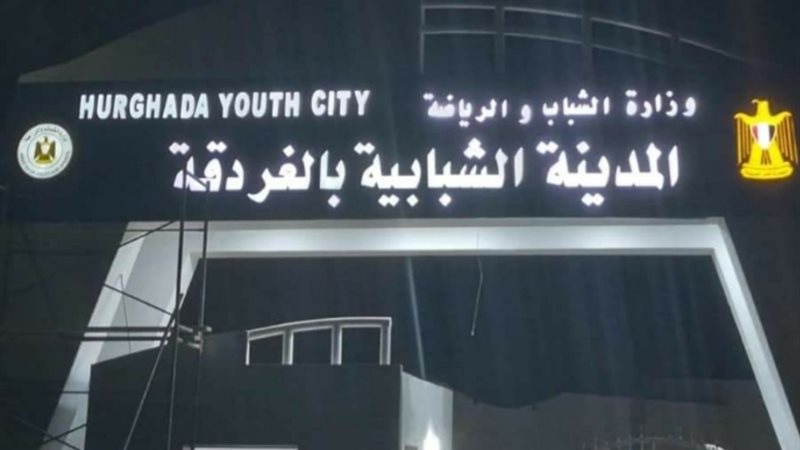 HURGHADA YOUTH CITY
وزارة الشباب و الرياضة
المدينة الشبابية بالغردقة